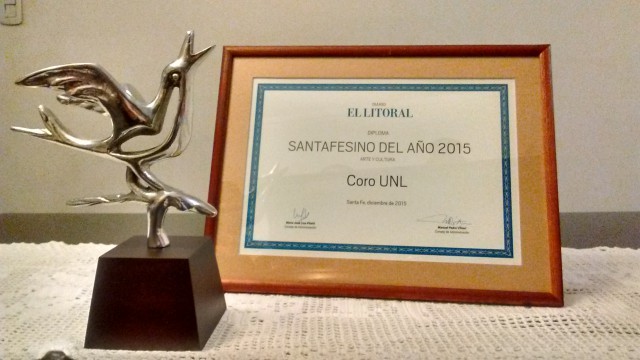 DIARIO
EL LITORAL
DIPLOMA
SANTAFESINO DEL AÑO 2015
ARTE Y CULTURA
Coro UNL
Santa Fe, diciembre de 2015